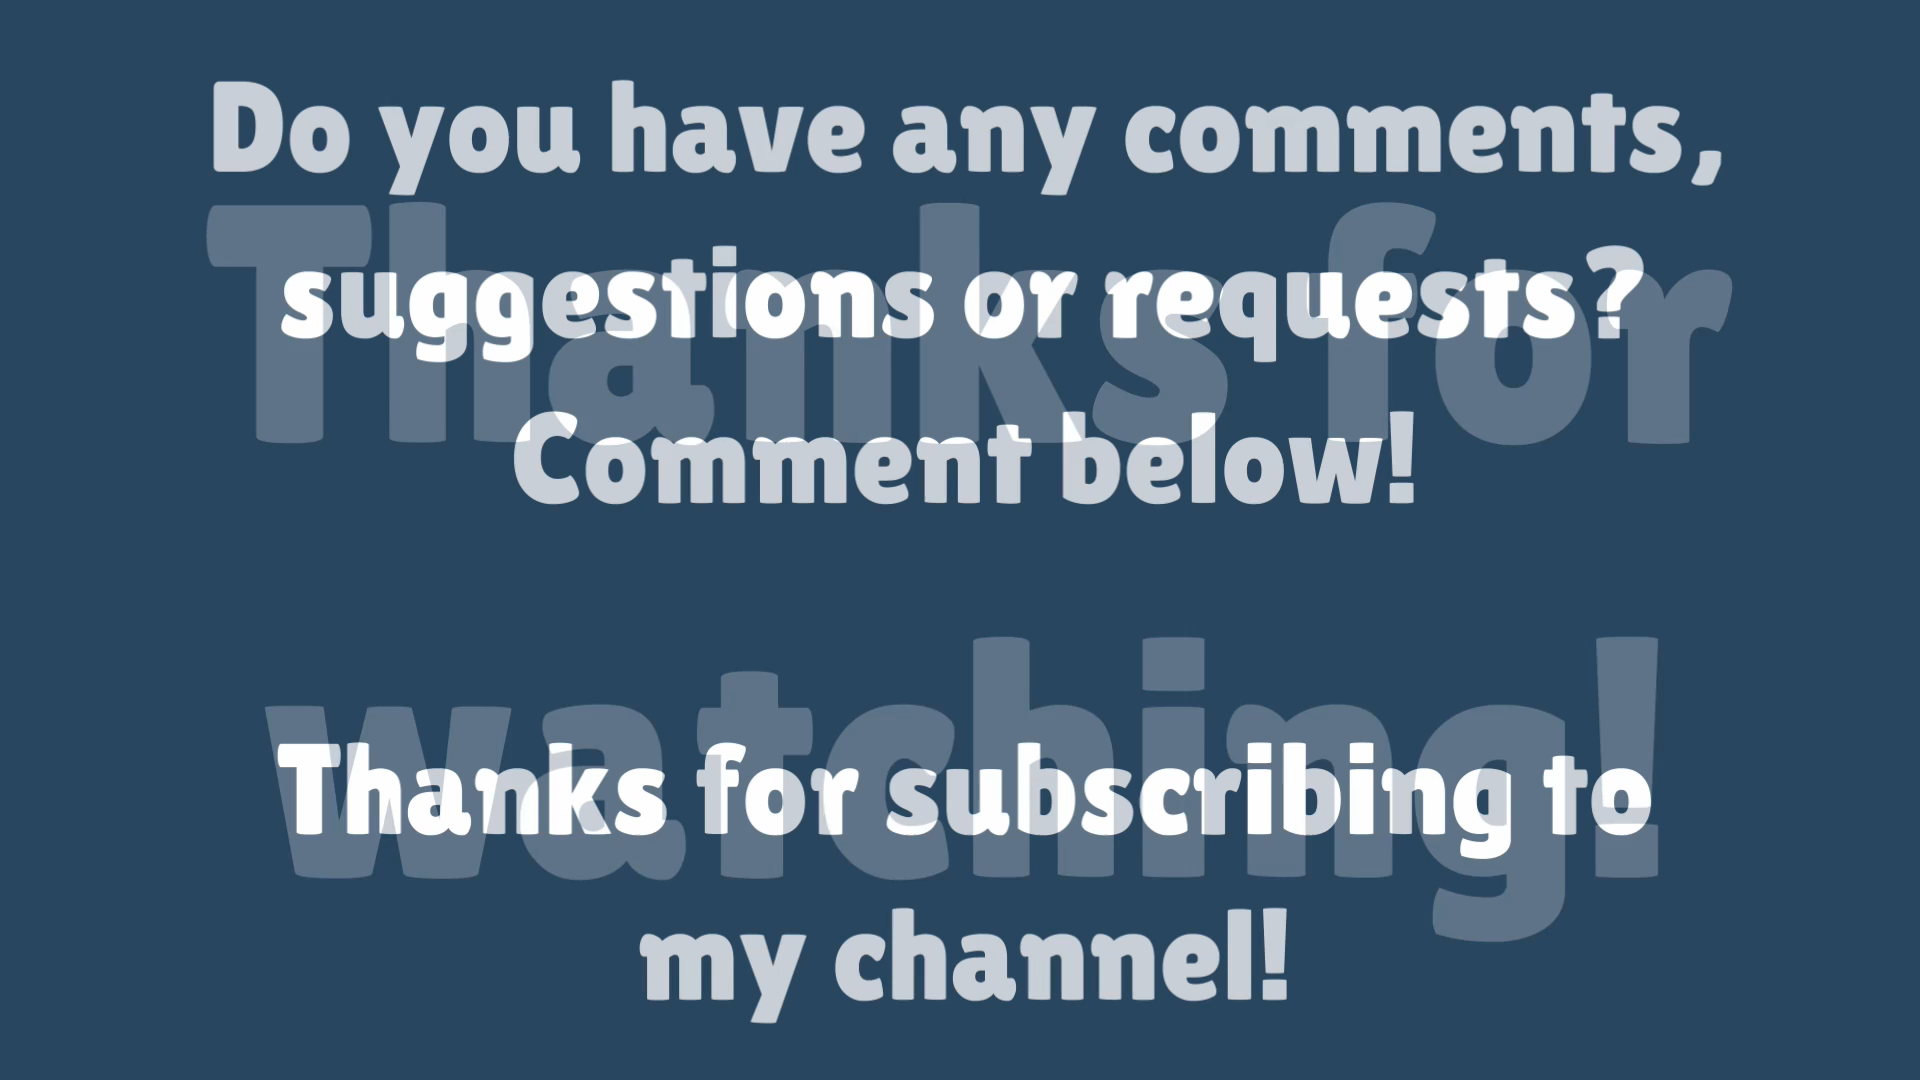 Do you have any comments,
suggestions or requests?
Comment below!
Thanks for subscribing to
my channel!
Thanks for
watching!